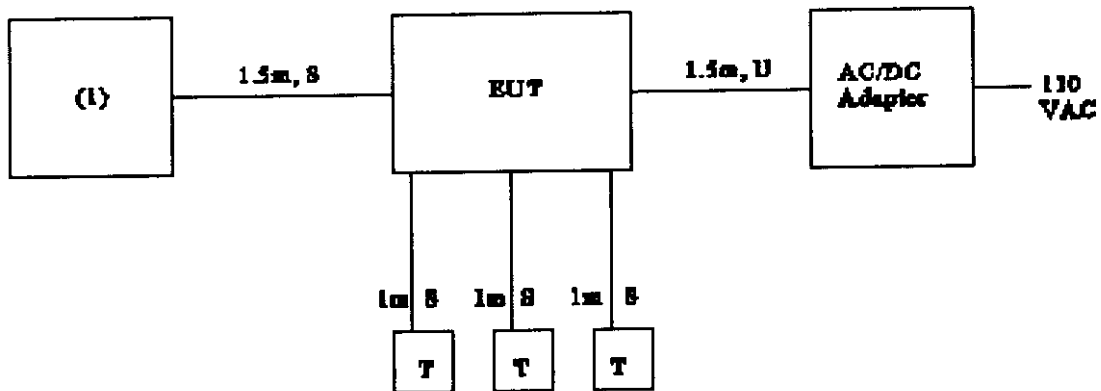 (1)
1.5m, S
EUT
1.5m, U
AC/DC
Adapter
110
VAC
1m S
1m S
1m S
T
T
T